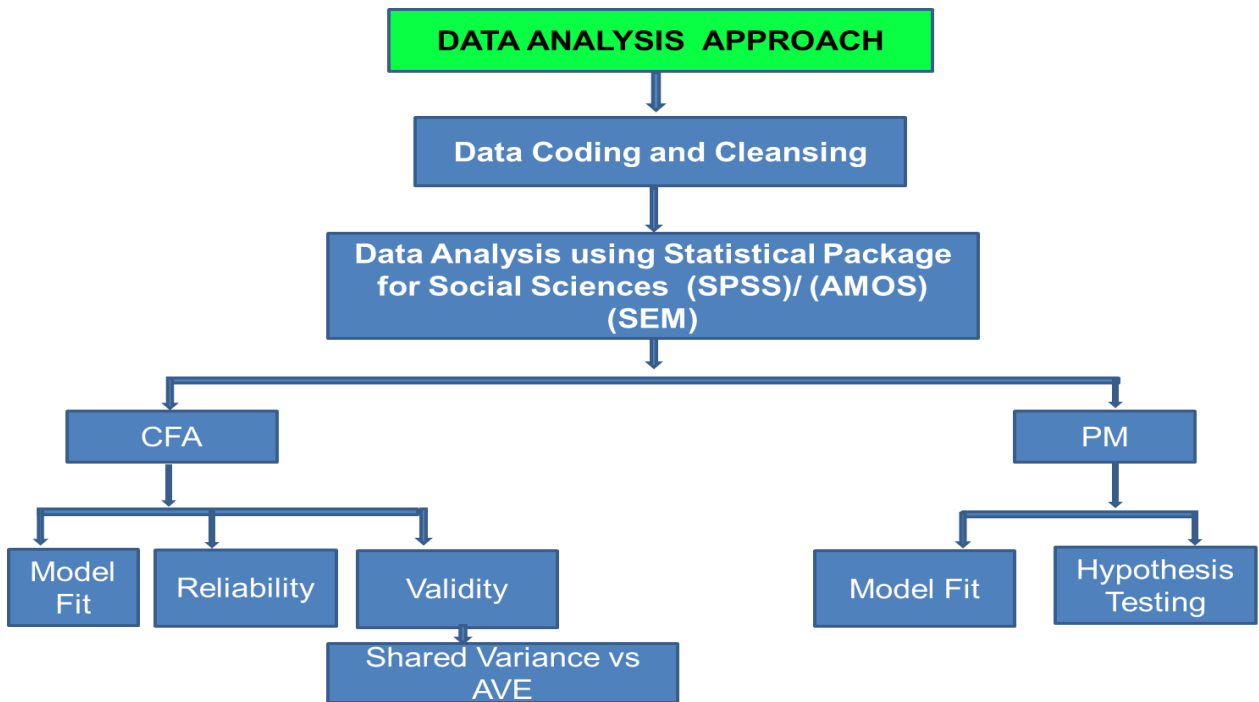 DATA ANALYSIS APPROACH
Data Coding and Cleansing
Data Analysis using Statistical Package
for Social Sciences (SPSS)/ (AMOS)
(SEM)
CFA
PM
Model
Fit
Reliability
Validity
Model Fit
Hypothesis
Testing
Shared Variance vs
AVE